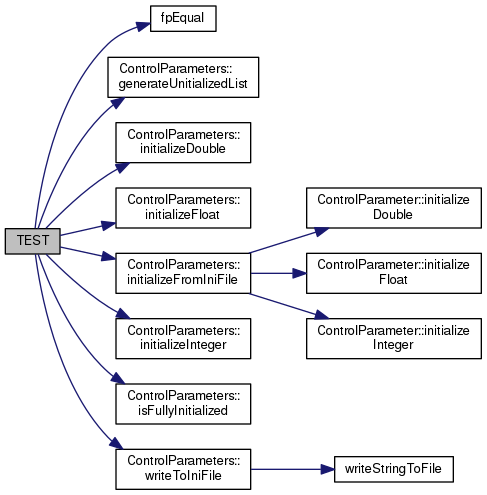 fpEqual
ControlParameters::
generateUnitializedList
ControlParameters::
initializeDouble
ControlParameters::
initializeFloat
TEST
ControlParameters::
initializeFromIniFile
ControlParameters::
initializeInteger
ControlParameters::
isFullyInitialized
ControlParameters::
writeToIniFile
ControlParameter::initialize
Double
ControlParameter::initialize
Float
ControlParameter::initialize
Integer
writeStringToFile